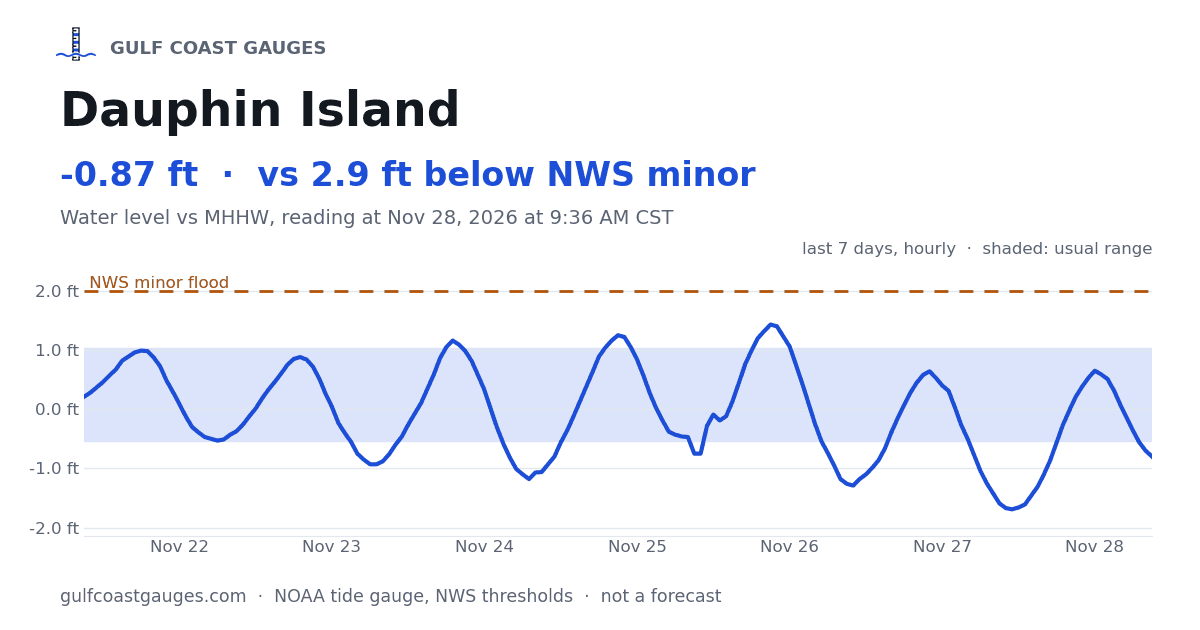 GULF COAST GAUGES
Dauphin Island
-0.87 ft · vs 2.9 ft below NWS minor
Water level vs MHHW, reading at Nov 28, 2026 at 9:36 AM CST
last 7 days, hourly · shaded: usual range
NWS minor flood
2.0 ft
1.0 ft
0.0 ft
-1.0 ft
-2.0 ft
Nov 22 Nov 23 Nov 24 Nov 25 Nov 26 Nov 27 Nov 28
gulfcoastgauges.com · NOAA tide gauge, NWS thresholds · not a forecast